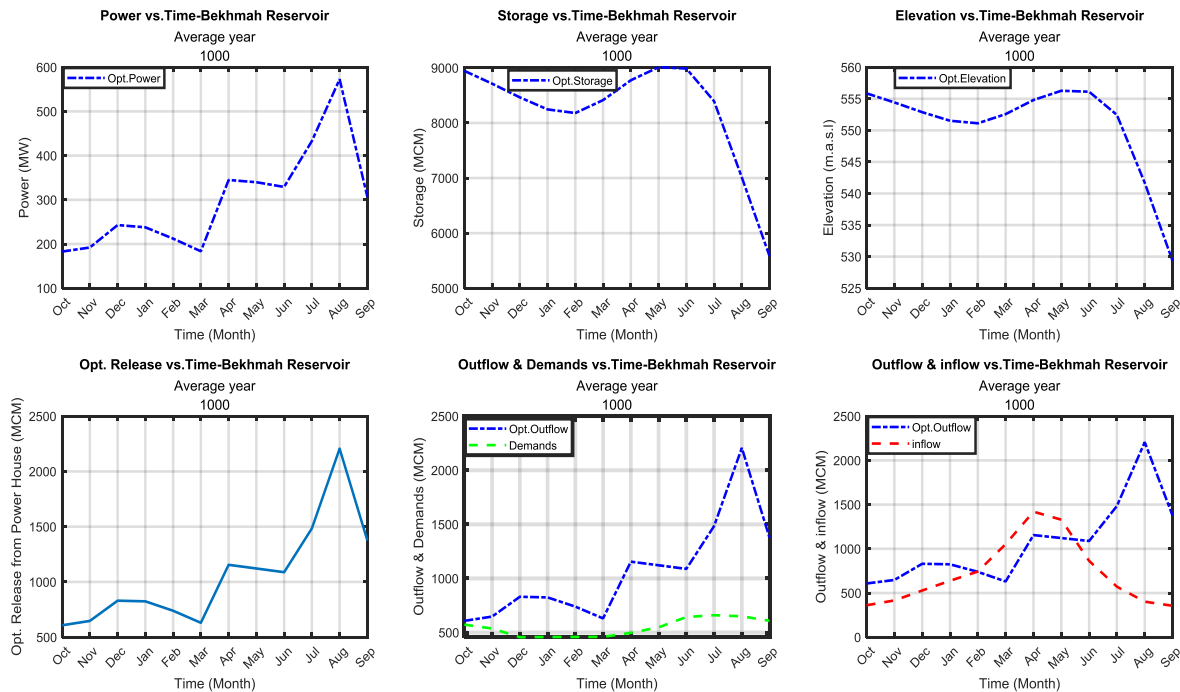 Power vs.Time-Bekhmah Reservoir
Average year
1000
Opt.Power
600
500
400
300
200
100
Power (MW)
Oct Nov Dec Jan Feb Mar Apr May Jun Jul Aug Sep
Time (Month)
Storage vs.Time-Bekhmah Reservoir
Average year
1000
Opt.Storage
9000
8000
7000
6000
5000
Storage (MCM)
Oct Nov Dec Jan Feb Mar Apr May Jun Jul Aug Sep
Time (Month)
Elevation vs.Time-Bekhmah Reservoir
Average year
1000
Opt.Elevation
560
555
550
545
540
535
530
525
Elevation (m.a.s.l)
Oct Nov Dec Jan Feb Mar Apr May Jun Jul Aug Sep
Time (Month)
Opt. Release vs.Time-Bekhmah Reservoir
Average year
1000
2500
2000
1500
1000
500
Opt. Release from Power House (MCM)
Oct Nov Dec Jan Feb Mar Apr May Jun Jul Aug Sep
Time (Month)
Outflow & Demands vs.Time-Bekhmah Reservoir
Average year
1000
Opt.Outflow
Demands
2500
2000
1500
1000
500
Outflow & Demands (MCM)
Oct Nov Dec Jan Feb Mar Apr May Jun Jul Aug Sep
Time (Month)
Outflow & inflow vs.Time-Bekhmah Reservoir
Average year
1000
Opt.Outflow
inflow
2500
2000
1500
1000
500
0
Outflow & inflow (MCM)
Oct Nov Dec Jan Feb Mar Apr May Jun Jul Aug Sep
Time (Month)